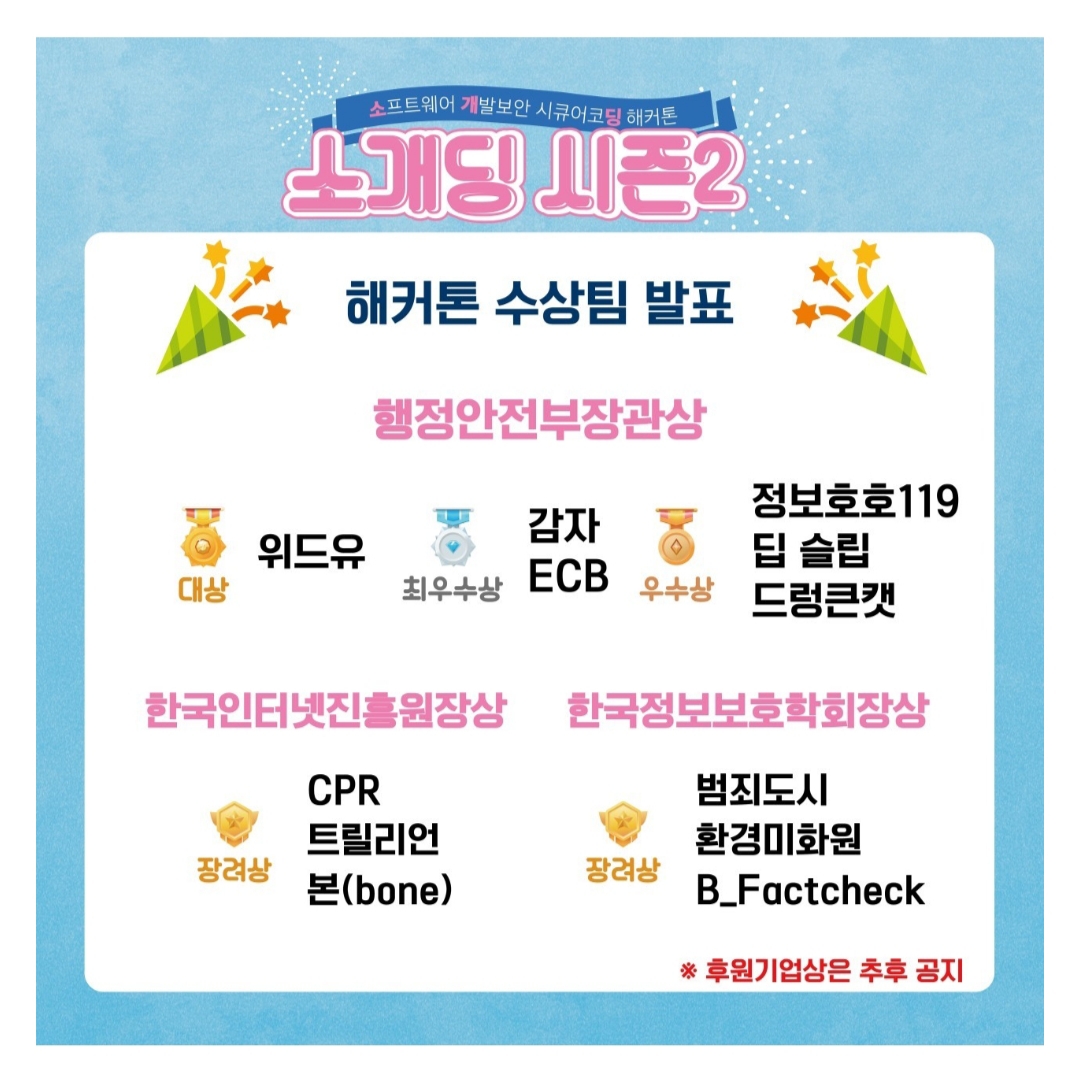 소프트웨어 개발보안 시큐어코딩 해커톤
소개딩 시즌2
해커톤 수상팀 발표
행정안전부장관상
대상
위드유
최우수상
감자
ECB
우수상
정보호호119
딥 슬립
드렁큰캣
한국인터넷진흥원장상
장려상
CPR
트릴리언
본(bone)
한국정보보호학회장상
장려상
범죄도시
환경미화원
B_Factcheck
※ 후원기업상은 추후 공지